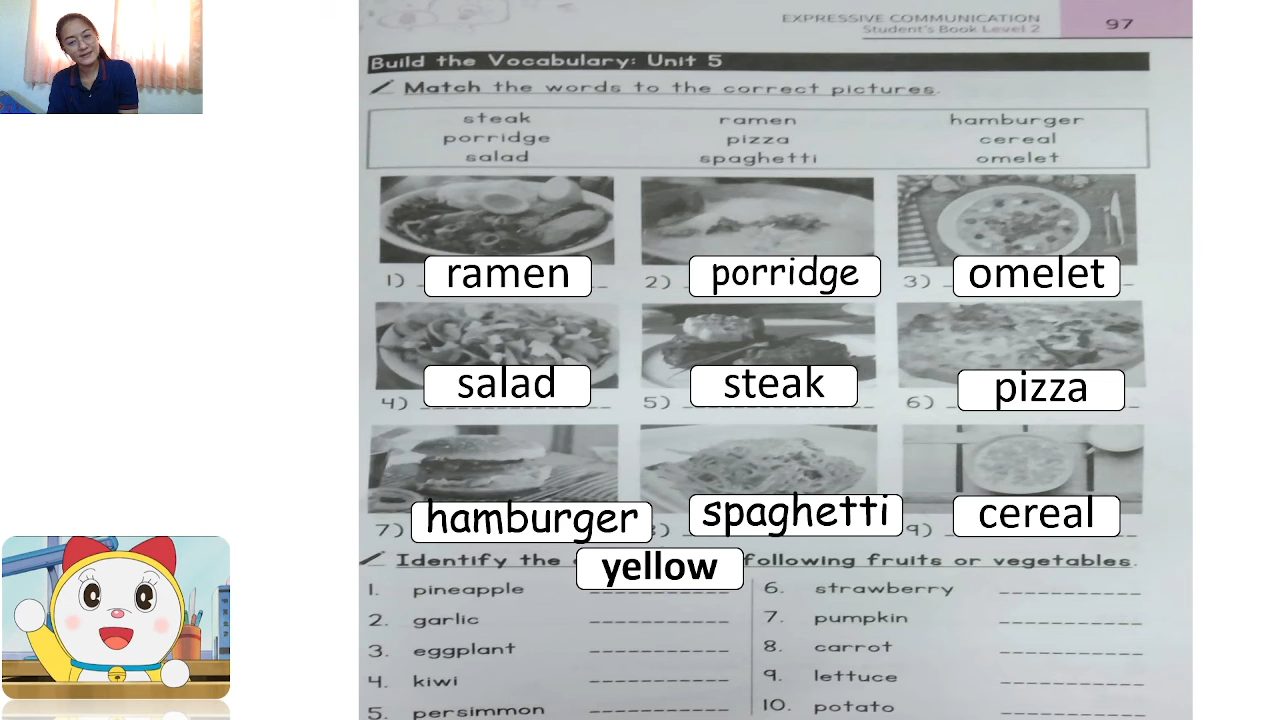 EXPRESSIVE COMMUNICATION 97
Student's Book Level 2
Build the Vocabulary: Unit 5
Match the words to the correct pictures.
steak ramen hamburger
porridge pizza cereal
salad spaghetti omelet
1) ramen 2) porridge 3) omelet
4) salad 5) steak 6) pizza
7) hamburger ) spaghetti 9) cereal
Identify the following fruits or vegetables.
yellow
1. pineapple
2. garlic
3. eggplant
4. kiwi
5. persimmon
6. strawberry
7. pumpkin
8. carrot
9. lettuce
10. potato